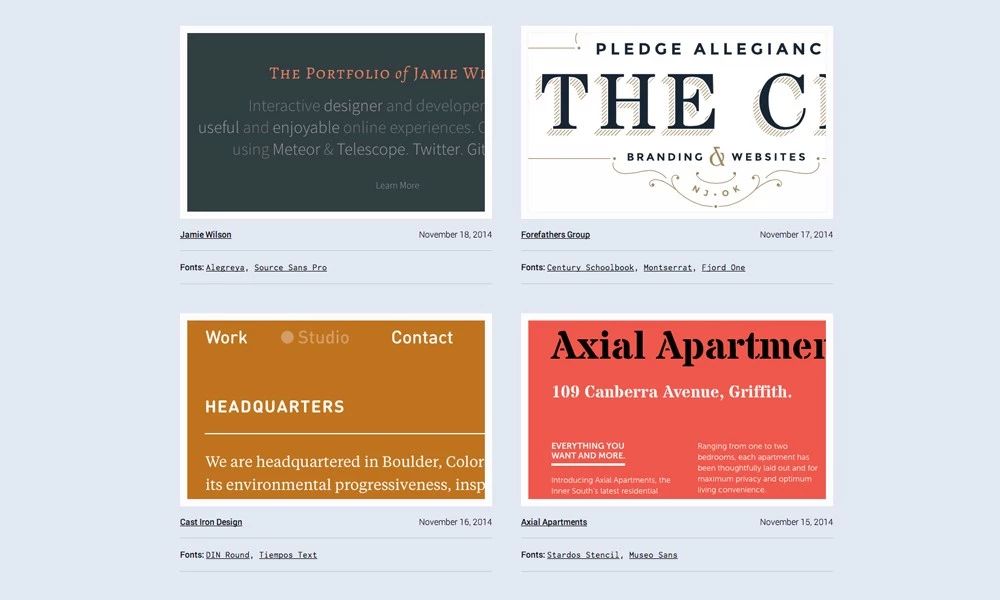 The Portfolio of Jamie Wi
Interactive designer and developer
useful and enjoyable online experiences.
using Meteor & Telescope. Twitter. Git
Learn More
Jamie Wilson
November 18, 2014
Fonts: Alegreya, Source Sans Pro
PLEDGE ALLEGIANC
THE C
BRANDING & WEBSITES
NJ • OK
Forefathers Group
November 17, 2014
Fonts: Century Schoolbook, Montserrat, Fjord One
Work
Studio
Contact
HEADQUARTERS
We are headquartered in Boulder, Color
its environmental progressiveness, insp
Cast Iron Design
November 16, 2014
Fonts: DIN Round, Tiempos Text
Axial Apartmen
109 Canberra Avenue, Griffith.
EVERYTHING YOU
WANT AND MORE.
Introducing Axial Apartments, the
Inner South's latest residential
Ranging from one to two
bedrooms, each apartment has
been thoughtfully laid out and for
maximum privacy and optimum
living convenience.
Axial Apartments
November 15, 2014
Fonts: Stardos Stencil, Museo Sans